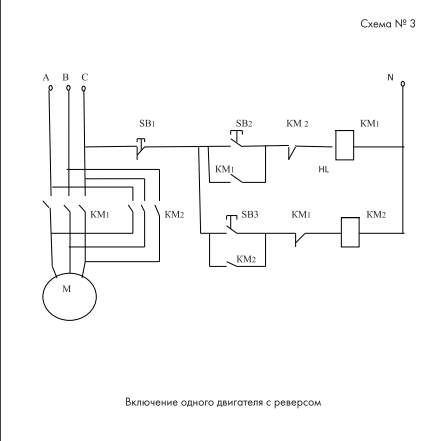 Схема № 3
A B C N
SB1 SB2 KM 2 KM1
KM1 HL
KM1 KM2 SB3 KM1 KM2
KM2
M
Включение одного двигателя с реверсом